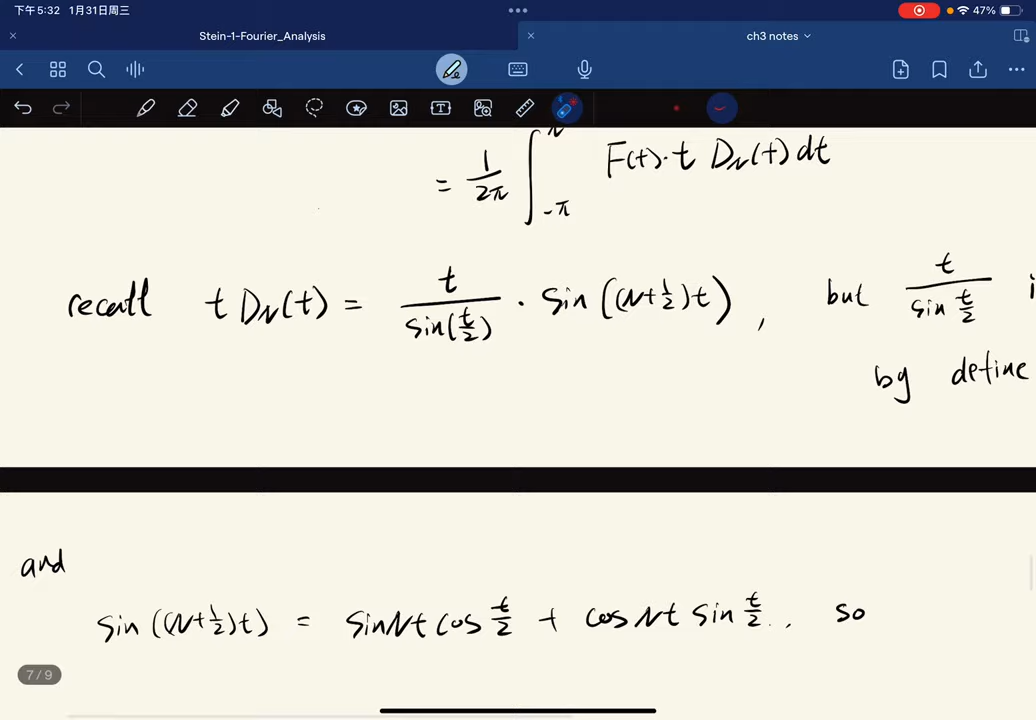 下午5:32 1月31日周三
47%
Stein-1-Fourier_Analysis
ch3 notes
= 1/2π ∫_{-π}^{π} F(t)·t D_N(t) dt
recall t D_N(t) = t/sin(t/2) · sin((N+1/2)t), but t/sin t/2 i
by define
and
sin((N+1/2)t) = sinNt cos t/2 + cosNt sin t/2 , so
7/9